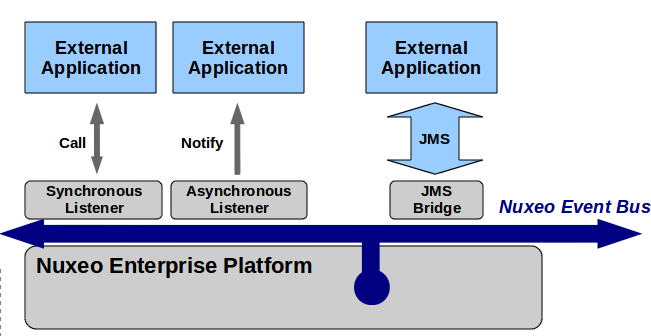 External
Application
External
Application
External
Application
Call
Notify
JMS
Synchronous
Listener
Asynchronous
Listener
JMS
Bridge
Nuxeo Event Bus
Nuxeo Enterprise Platform